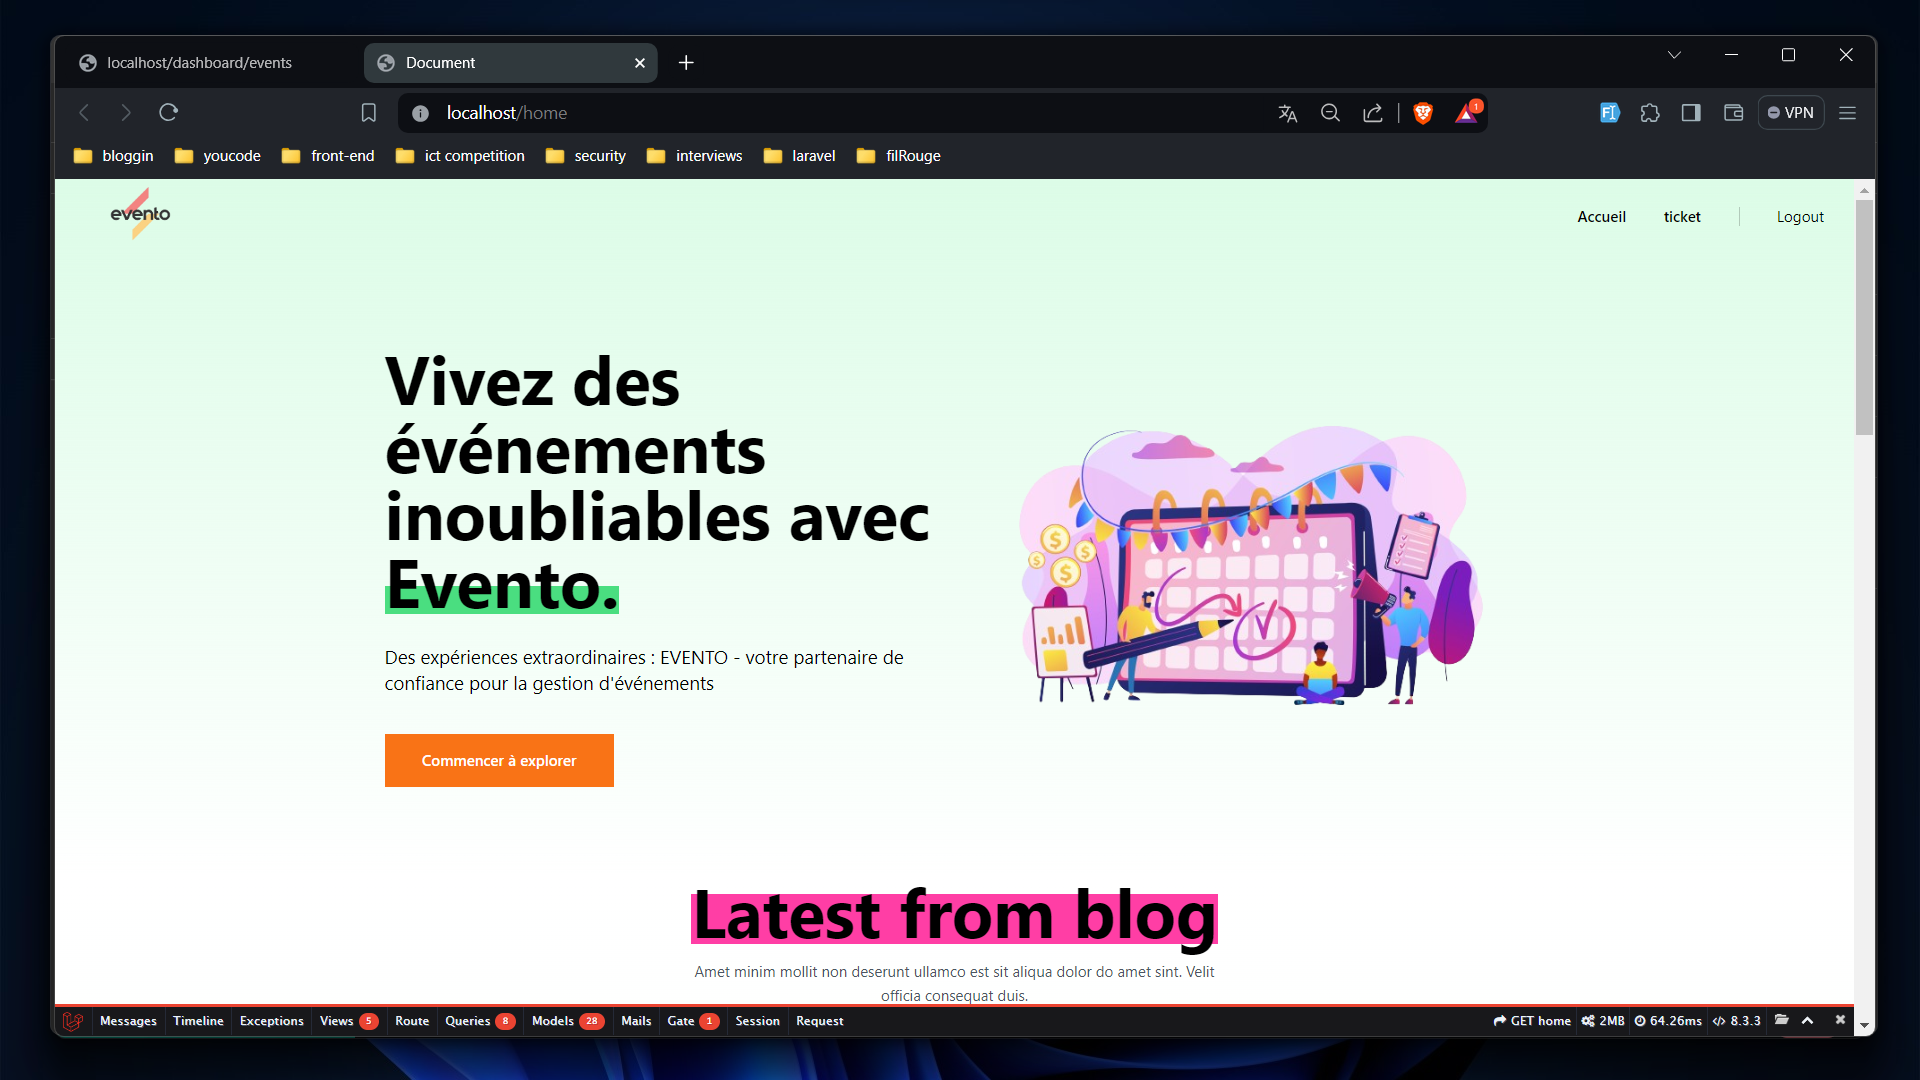 localhost/dashboard/events
Document
localhost/home
1
VPN
bloggin
youcode
front-end
ict competition
security
interviews
laravel
filRouge
evento
Accueil
ticket
Logout
Vivez des
événements
inoubliables avec
Evento.
Des expériences extraordinaires : EVENTO - votre partenaire de
confiance pour la gestion d'événements
Commencer à explorer
Latest from blog
Amet minim mollit non deserunt ullamco est sit aliqua dolor do amet sint. Velit
officia consequat duis.
Messages
Timeline
Exceptions
Views 5
Route
Queries 8
Models 28
Mails
Gate 1
Session
Request
GET home
2MB
64.26ms
8.3.3